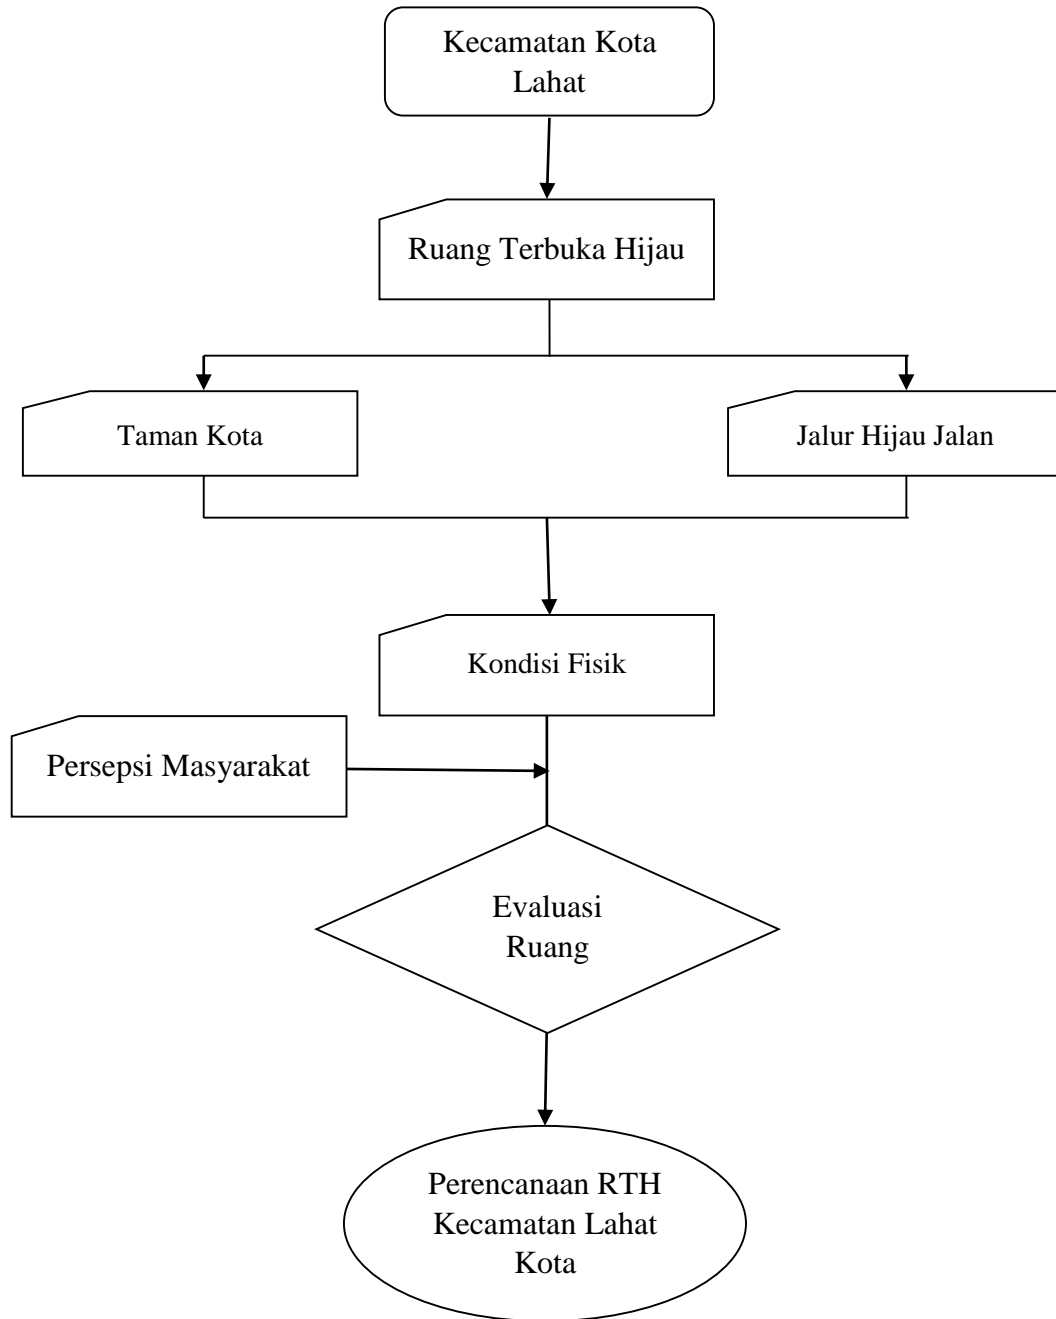 Kecamatan Kota
Lahat
Ruang Terbuka Hijau
Taman Kota
Jalur Hijau Jalan
Kondisi Fisik
Persepsi Masyarakat
Evaluasi
Ruang
Perencanaan RTH
Kecamatan Lahat
Kota